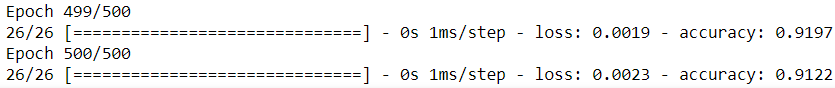 Epoch 499/500
26/26 [==============================] - 0s 1ms/step - loss: 0.0019 - accuracy: 0.9197
Epoch 500/500
26/26 [==============================] - 0s 1ms/step - loss: 0.0023 - accuracy: 0.9122